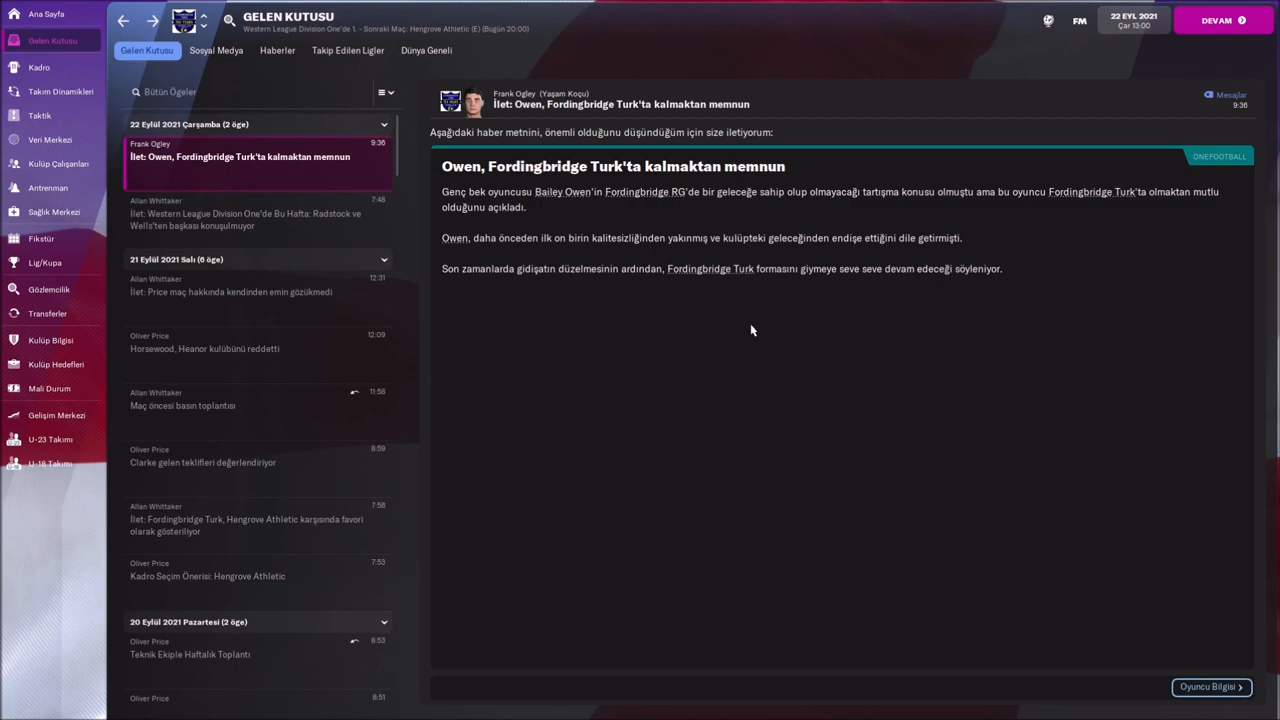 Ana Sayfa
Gelen Kutusu
Kadro
Takım Dinamikleri
Taktik
Veri Merkezi
Kulüp Çalışanları
Antrenman
Sağlık Merkezi
Fikstür
Lig/Kupa
Gözlemcilik
Transferler
Kulüp Bilgisi
Kulüp Hedefleri
Mali Durum
Gelişim Merkezi
U-23 Takımı
U-18 Takımı
GELEN KUTUSU
Western League Division One'de 1. - Sonraki Maç: Hengrove Athletic (E) (Bugün 20:00)
FM
22 EYL 2021
Çar 13:00
DEVAM
Gelen Kutusu
Sosyal Medya
Haberler
Takip Edilen Ligler
Dünya Geneli
Bütün Ögeler
22 Eylül 2021 Çarşamba (2 öge)
Frank Ogley
9:36
İlet: Owen, Fordingbridge Turk'ta kalmaktan memnun
Allan Whittaker
7:48
İlet: Western League Division One'de Bu Hafta: Radstock ve
Wells'ten başkası konuşulmuyor
21 Eylül 2021 Salı (6 öge)
12:31
İlet: Price maç hakkında kendinden emin gözükmedi
Oliver Price
12:09
Horsewood, Heanor kulübünü reddetti
Allan Whittaker
11:58
Maç öncesi basın toplantısı
Oliver Price
8:59
Clarke gelen teklifleri değerlendiriyor
Allan Whittaker
7:58
İlet: Fordingbridge Turk, Hengrove Athletic karşısında favori
olarak gösteriliyor
Oliver Price
7:53
Kadro Seçim Önerisi: Hengrove Athletic
20 Eylül 2021 Pazartesi (2 öge)
Oliver Price
8:53
Teknik Ekiple Haftalık Toplantı
Oliver Price
8:51
Frank Ogley (Yaşam Koçu)
İlet: Owen, Fordingbridge Turk'ta kalmaktan memnun
Mesajlar
9:36
Aşağıdaki haber metnini, önemli olduğunu düşündüğüm için size iletiyorum:
ONEFOOTBALL
Owen, Fordingbridge Turk'ta kalmaktan memnun
Genç bek oyuncusu Bailey Owen'in Fordingbridge RG'de bir geleceğe sahip olup olmayacağı tartışma konusu olmuştu ama bu oyuncu Fordingbridge Turk'ta olmaktan mutlu
olduğunu açıkladı.
Owen, daha önceden ilk on birin kalitesizliğinden yakınmış ve kulüpteki geleceğinden endişe ettiğini dile getirmişti.
Son zamanlarda gidişatın düzelmesinin ardından, Fordingbridge Turk formasını giymeye seve seve devam edeceği söyleniyor.
Oyuncu Bilgisi